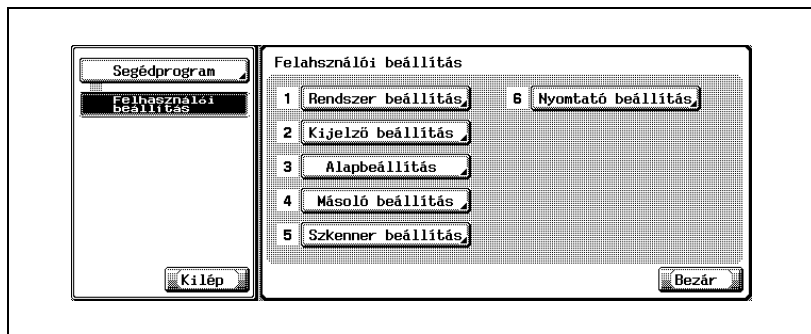 Segédprogram
Felhasználói
beállítás
Kilép
Felahsználói beállítás
1 Rendszer beállítás
2 Kijelző beállítás
3 Alapbeállítás
4 Másoló beállítás
5 Szkenner beállítás
6 Nyomtató beállítás
Bezár